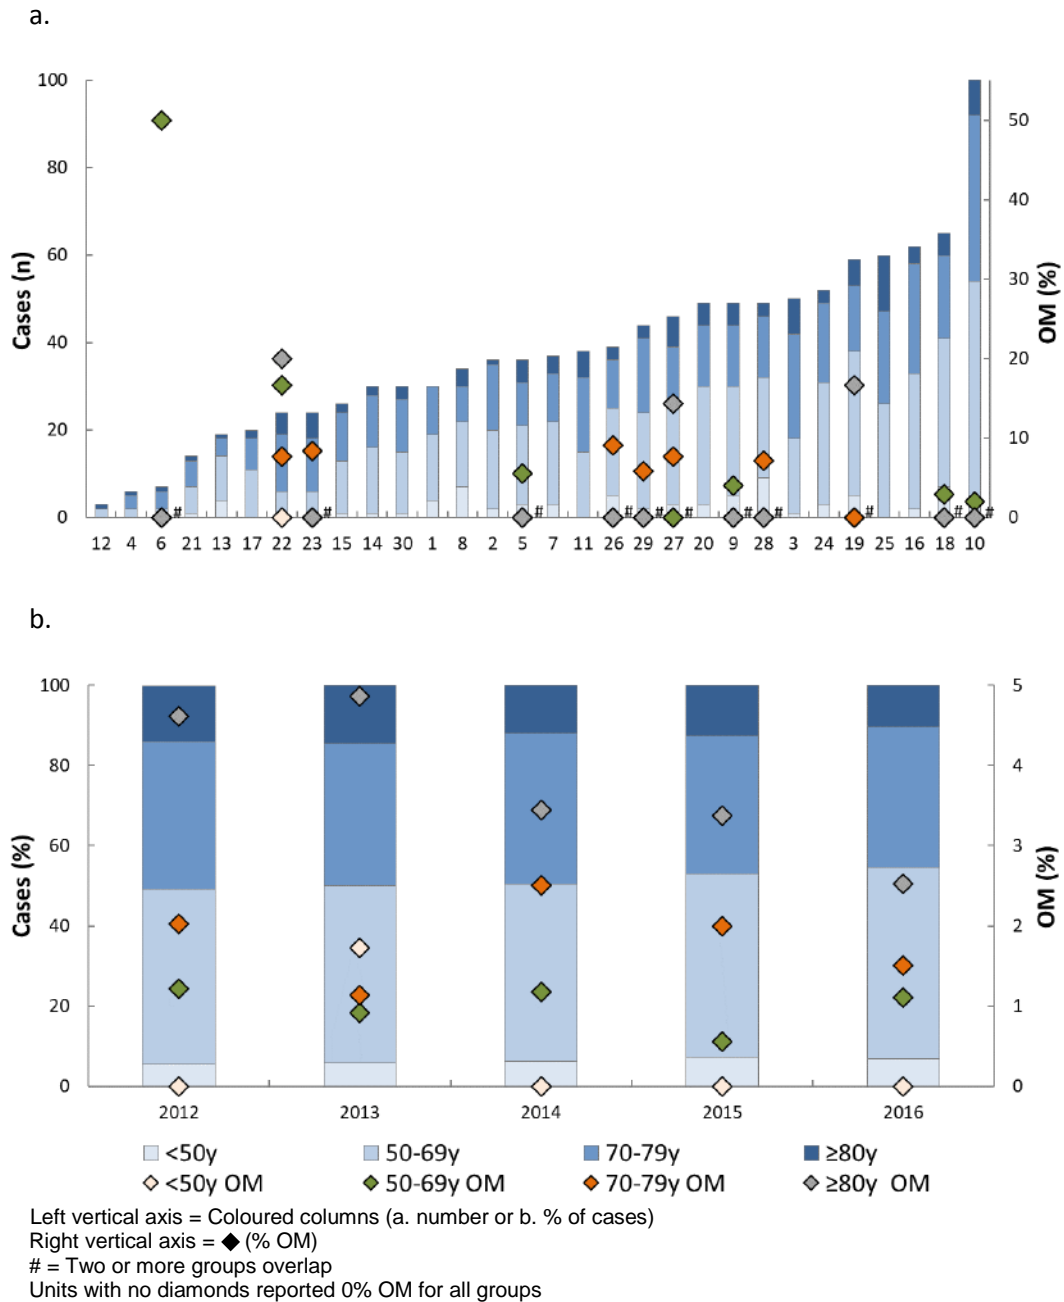 a.
100
80
60
40
20
0
Cases (n)
50
40
30
20
10
0
OM (%)
# # # # # # # # # # # #
12 4 6 21 13 17 22 23 15 14 30 1 8 2 5 7 11 26 29 27 20 9 28 3 24 19 25 16 18 10
b.
100
80
60
40
20
0
Cases (%)
5
4
3
2
1
0
OM (%)
2012 2013 2014 2015 2016
<50y 50-69y 70-79y ≥80y
<50y OM 50-69y OM 70-79y OM ≥80y OM
Left vertical axis = Coloured columns (a. number or b. % of cases)
Right vertical axis = ◆ (% OM)
# = Two or more groups overlap
Units with no diamonds reported 0% OM for all groups